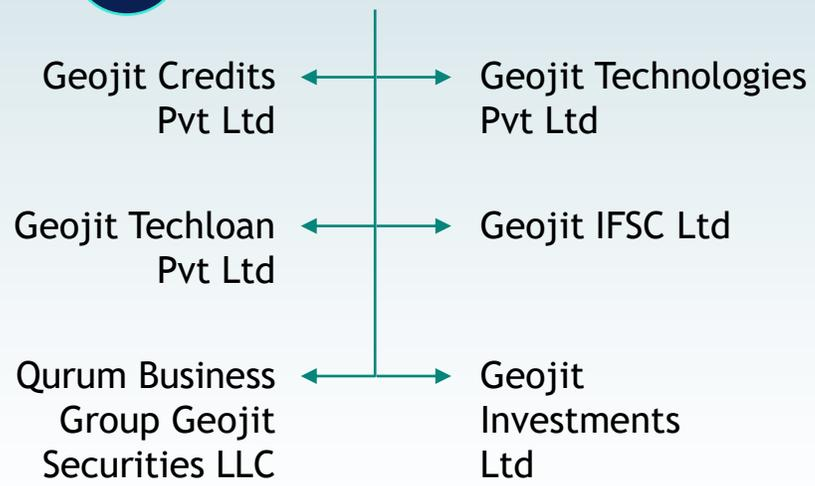 Geojit Credits
Pvt Ltd
Geojit Technologies
Pvt Ltd
Geojit Techloan
Pvt Ltd
Geojit IFSC Ltd
Qurum Business
Group Geojit
Securities LLC
Geojit
Investments
Ltd